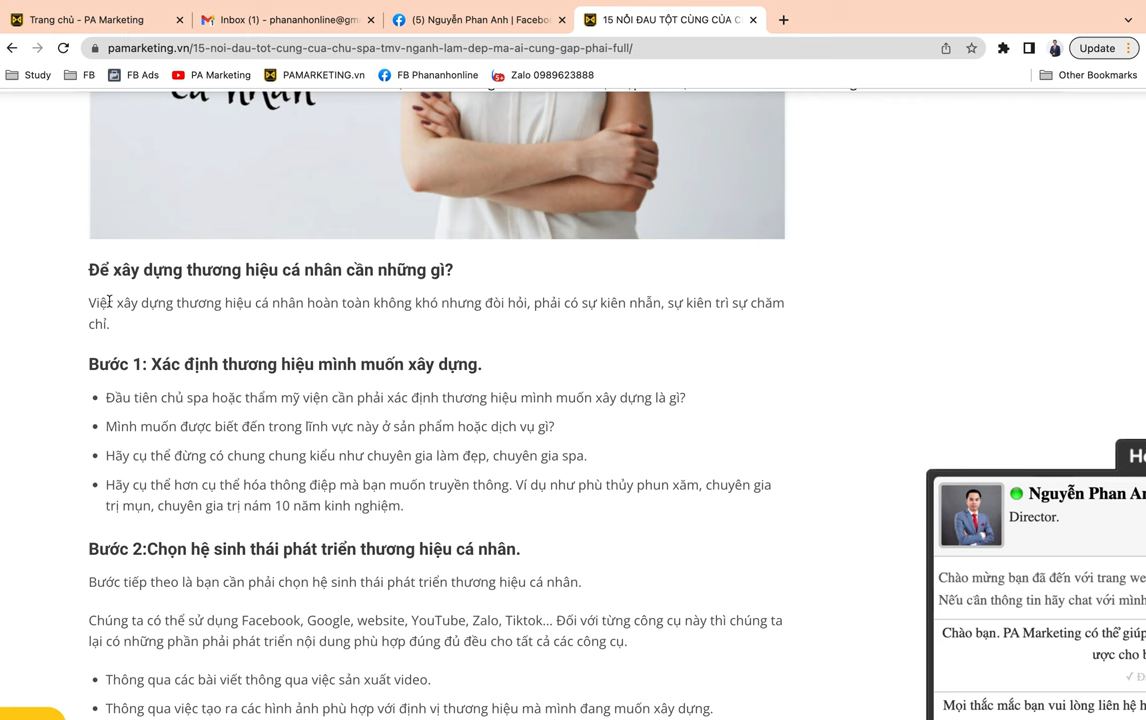 Trang chủ - PA Marketing
Inbox (1) - phananhonline@gm
(5) Nguyễn Phan Anh | Facebo
15 NỖI ĐAU TỘT CÙNG CỦA C
pamarketing.vn/15-noi-dau-tot-cung-cua-chu-spa-tmv-nganh-lam-dep-ma-ai-cung-gap-phai-full/
Update
Study
FB
FB Ads
PA Marketing
PAMARKETING.vn
FB Phananhonline
Zalo 0989623888
Other Bookmarks
cá nhân
Để xây dựng thương hiệu cá nhân cần những gì?
Việc xây dựng thương hiệu cá nhân hoàn toàn không khó nhưng đòi hỏi, phải có sự kiên nhẫn, sự kiên trì sự chăm
chỉ.
Bước 1: Xác định thương hiệu mình muốn xây dựng.
Đầu tiên chủ spa hoặc thẩm mỹ viện cần phải xác định thương hiệu mình muốn xây dựng là gì?
Mình muốn được biết đến trong lĩnh vực này ở sản phẩm hoặc dịch vụ gì?
Hãy cụ thể đừng có chung chung kiểu như chuyên gia làm đẹp, chuyên gia spa.
Hãy cụ thể hơn cụ thể hóa thông điệp mà bạn muốn truyền thông. Ví dụ như phù thủy phun xăm, chuyên gia
trị mụn, chuyên gia trị nám 10 năm kinh nghiệm.
Bước 2:Chọn hệ sinh thái phát triển thương hiệu cá nhân.
Bước tiếp theo là bạn cần phải chọn hệ sinh thái phát triển thương hiệu cá nhân.
Chúng ta có thể sử dụng Facebook, Google, website, YouTube, Zalo, Tiktok... Đối với từng công cụ này thì chúng ta
lại có những phần phải phát triển nội dung phù hợp đúng đủ đều cho tất cả các công cụ.
Thông qua các bài viết thông qua việc sản xuất video.
Thông qua việc tạo ra các hình ảnh phù hợp với định vị thương hiệu mà mình đang muốn xây dựng.
Nguyễn Phan An
Director.
Chào mừng bạn đã đến với trang we
Nếu cần thông tin hãy chat với mình
Chào bạn. PA Marketing có thể giúp
ược cho b
Mọi thắc mắc bạn vui lòng liên hệ h